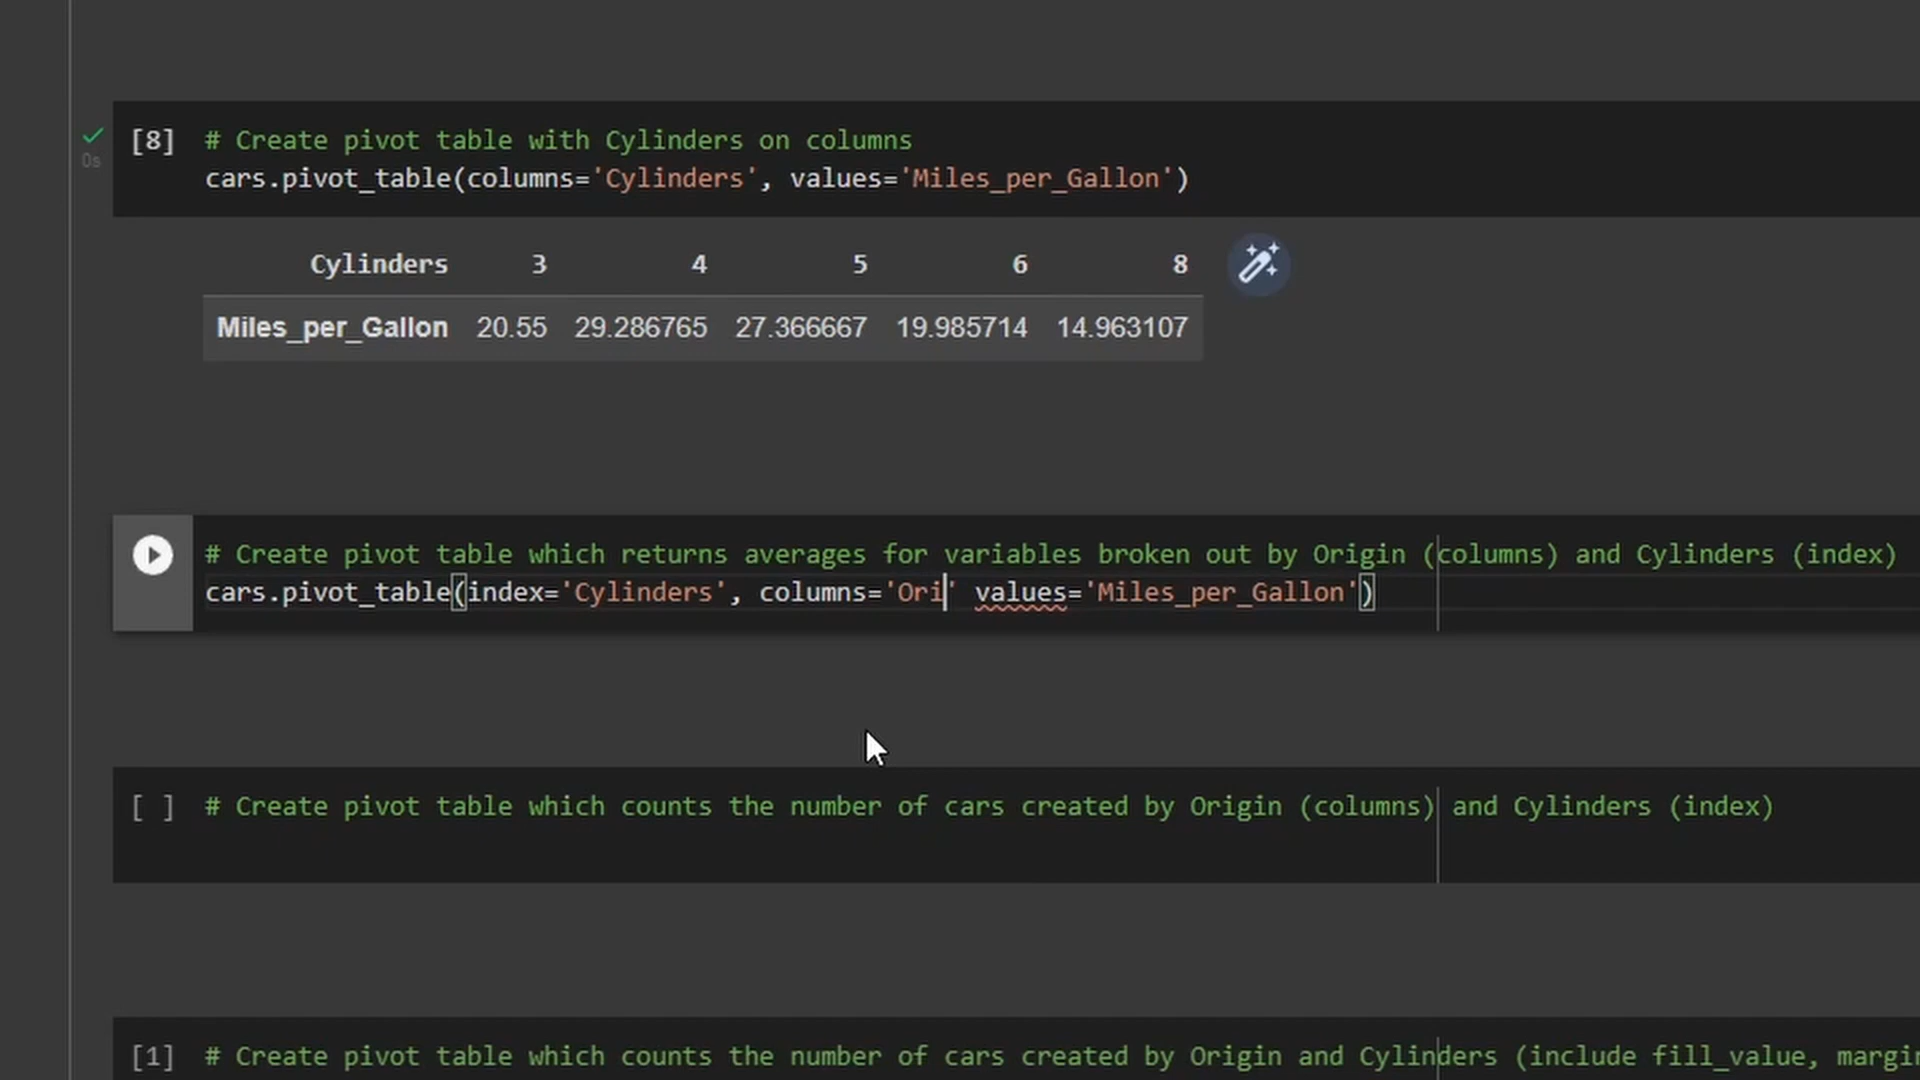 [8] # Create pivot table with Cylinders on columns
0s
cars.pivot_table(columns='Cylinders', values='Miles_per_Gallon')
Cylinders 3 4 5 6 8
Miles_per_Gallon 20.55 29.286765 27.366667 19.985714 14.963107
# Create pivot table which returns averages for variables broken out by Origin (columns) and Cylinders (index)
cars.pivot_table(index='Cylinders', columns='Ori' values='Miles_per_Gallon')
[ ] # Create pivot table which counts the number of cars created by Origin (columns) and Cylinders (index)
[1] # Create pivot table which counts the number of cars created by Origin and Cylinders (include fill_value, margin